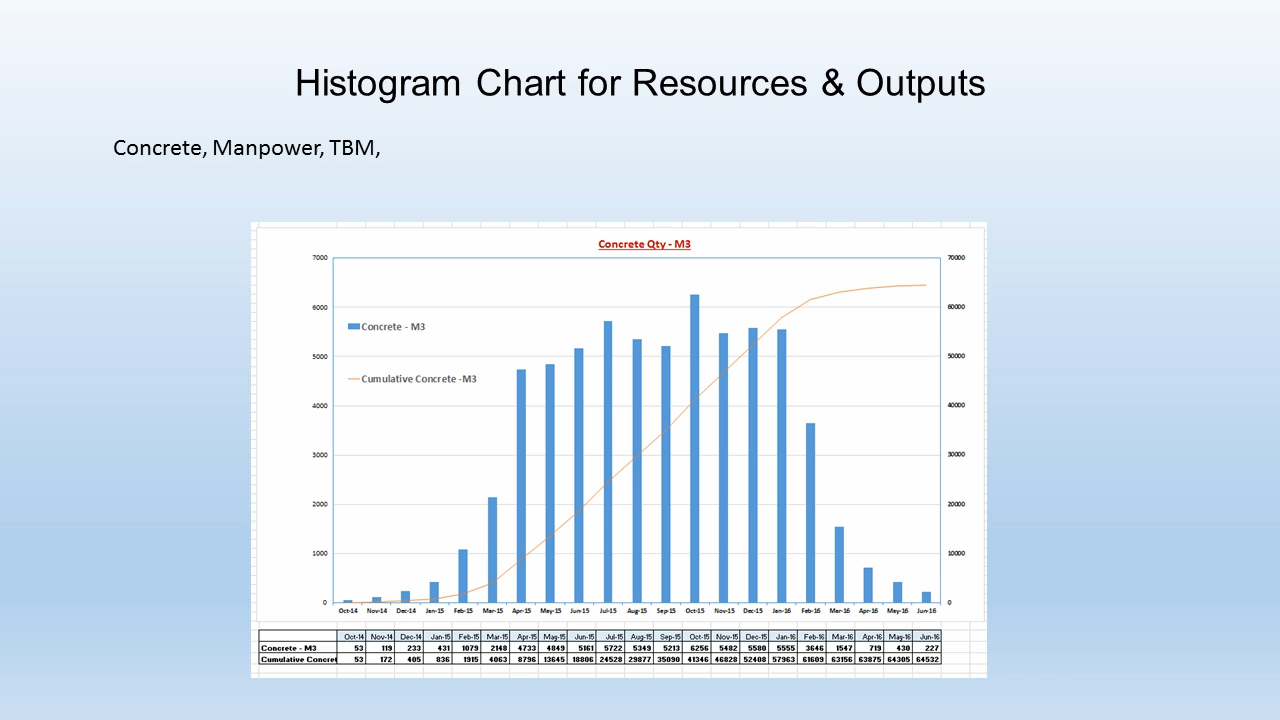 Histogram Chart for Resources & Outputs
Concrete, Manpower, TBM,
Concrete Qty - M3
7000 70000
6000 60000
Concrete - M3
5000 50000
Cumulative Concrete -M3
4000 40000
3000 30000
2000 20000
1000 10000
0 0
Oct-14 Nov-14 Dec-14 Jan-15 Feb-15 Mar-15 Apr-15 May-15 Jun-15 Jul-15 Aug-15 Sep-15 Oct-15 Nov-15 Dec-15 Jan-16 Feb-16 Mar-16 Apr-16 May-16 Jun-16
Oct-14 Nov-14 Dec-14 Jan-15 Feb-15 Mar-15 Apr-15 May-15 Jun-15 Jul-15 Aug-15 Sep-15 Oct-15 Nov-15 Dec-15 Jan-16 Feb-16 Mar-16 Apr-16 May-16 Jun-16
Concrete - M3 53 119 233 431 1079 2148 4733 4849 5161 5722 5349 5213 6256 5482 5580 5555 3646 1547 719 430 227
Cumulative Concret 53 172 405 836 1915 4063 8796 13645 18806 24528 29877 35090 41346 46828 52408 57963 61609 63156 63875 64305 64532